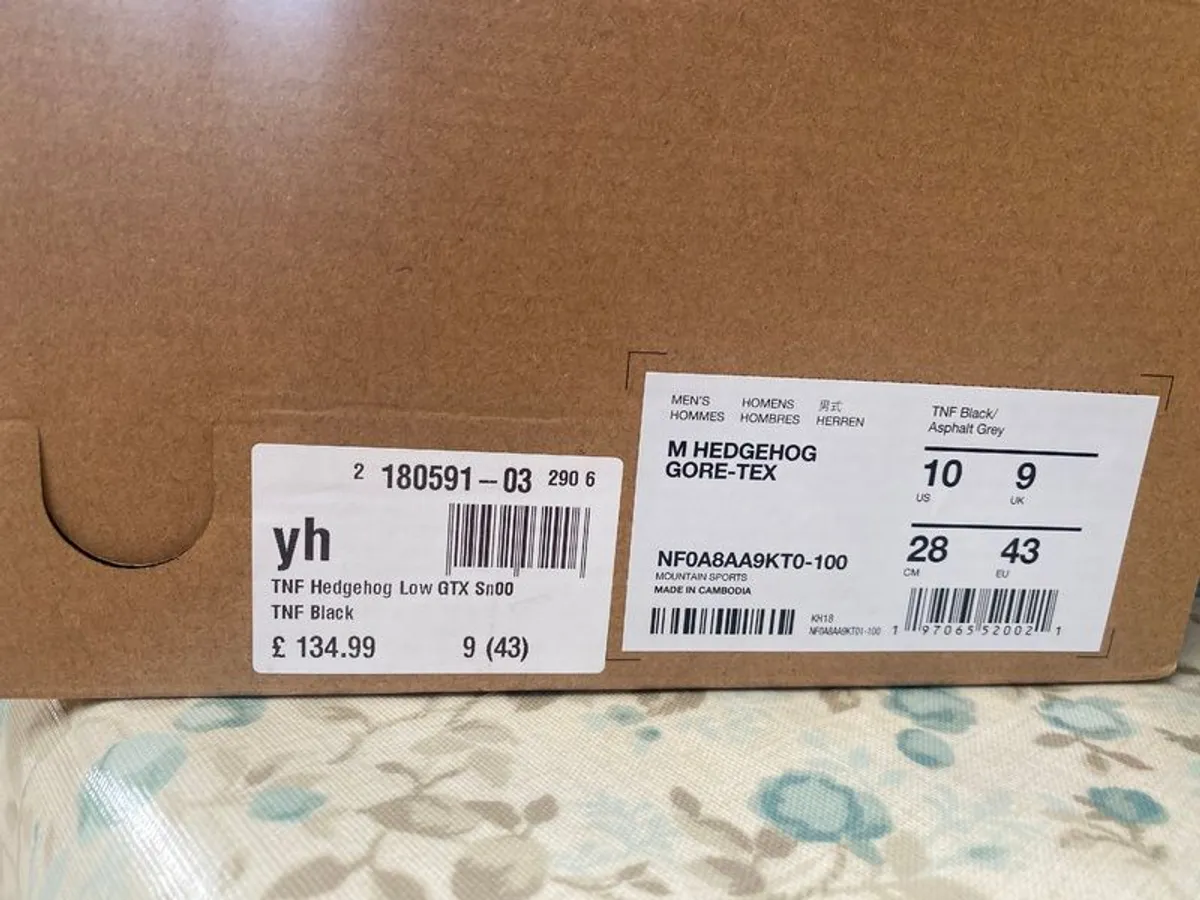 2 180591-03 290 6
yh
TNF Hedgehog Low GTX Sn00
TNF Black
£ 134.99 9 (43)
MEN'S HOMENS 男式
HOMMES HOMBRES HERREN
M HEDGEHOG
GORE-TEX
NF0A8AA9KT0-100
MOUNTAIN SPORTS
MADE IN CAMBODIA
KH18
NF0A8AA9KT01-100
TNF Black/
Asphalt Grey
10 9
US UK
28 43
CM EU
1 97065 52002 1